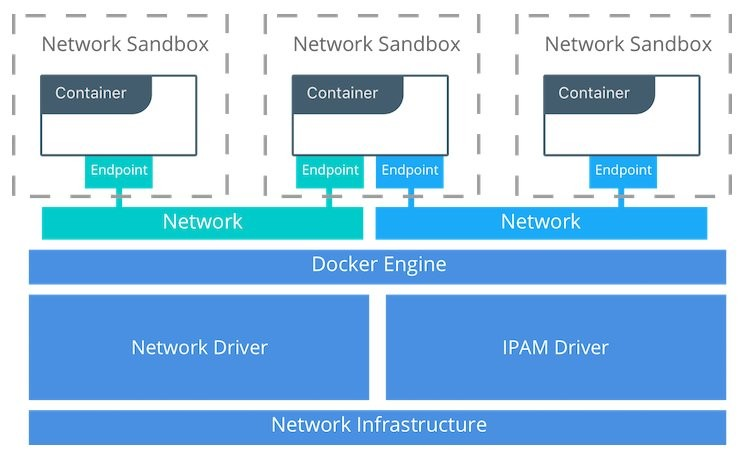 Network Sandbox
Network Sandbox
Network Sandbox
Container
Container
Container
Endpoint
Endpoint
Endpoint
Endpoint
Network
Network
Docker Engine
Network Driver
IPAM Driver
Network Infrastructure